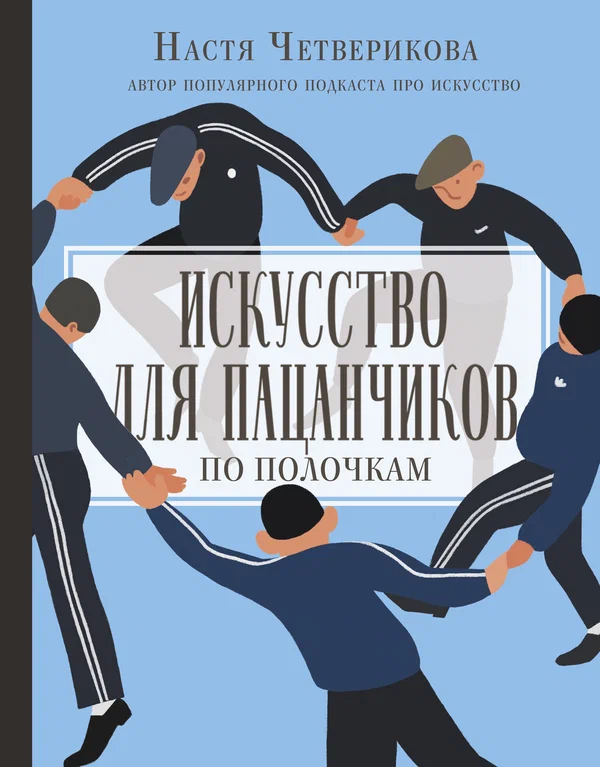 Настя Четверикова
автор популярного подкаста про искусство
Искусство
для пацанчиков
по полочкам